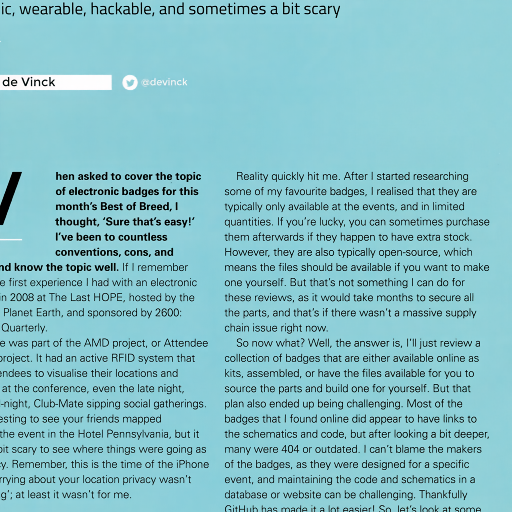 ic, wearable, hackable, and sometimes a bit scary
de Vinck
@devinck
hen asked to cover the topic
of electronic badges for this
month's Best of Breed, I
thought, 'Sure that's easy!'
I've been to countless
conventions, cons, and
nd know the topic well. If I remember
e first experience I had with an electronic
in 2008 at The Last HOPE, hosted by the
Planet Earth, and sponsored by 2600:
Quarterly.
e was part of the AMD project, or Attendee
project. It had an active RFID system that
endees to visualise their locations and
at the conference, even the late night,
-night, Club-Mate sipping social gatherings.
esting to see your friends mapped
the event in the Hotel Pennsylvania, but it
bit scary to see where things were going as
cy. Remember, this is the time of the iPhone
rrying about your location privacy wasn't
g'; at least it wasn't for me.
Reality quickly hit me. After I started researching
some of my favourite badges, I realised that they are
typically only available at the events, and in limited
quantities. If you're lucky, you can sometimes purchase
them afterwards if they happen to have extra stock.
However, they are also typically open-source, which
means the files should be available if you want to make
one yourself. But that's not something I can do for
these reviews, as it would take months to secure all
the parts, and that's if there wasn't a massive supply
chain issue right now.
So now what? Well, the answer is, I'll just review a
collection of badges that are either available online as
kits, assembled, or have the files available for you to
source the parts and build one for yourself. But that
plan also ended up being challenging. Most of the
badges that I found online did appear to have links to
the schematics and code, but after looking a bit deeper,
many were 404 or outdated. I can't blame the makers
of the badges, as they were designed for a specific
event, and maintaining the code and schematics in a
database or website can be challenging. Thankfully
GitHub has made it a lot easier! So, let's look at some